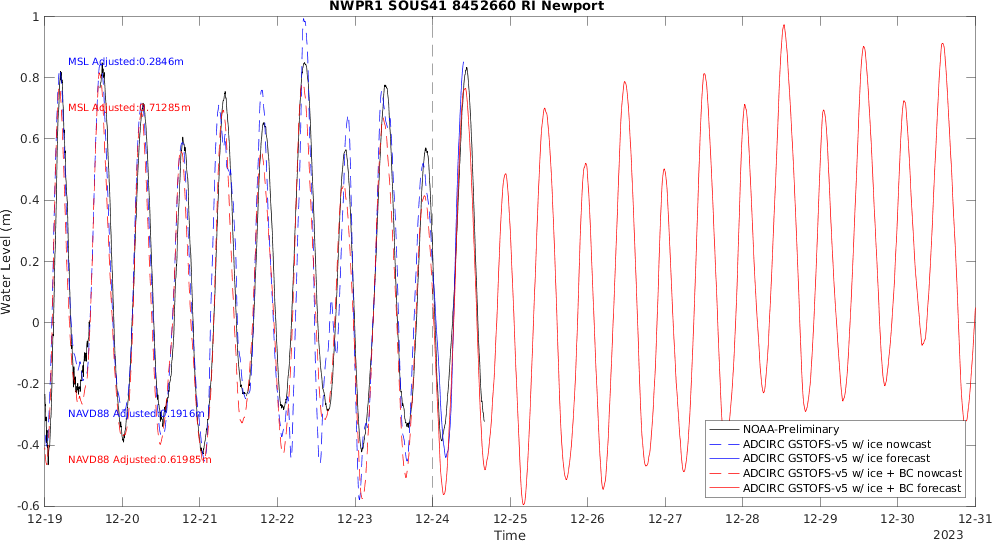 NWPR1 SOUS41 8452660 RI Newport
1
0.8
0.6
0.4
0.2
0
-0.2
-0.4
-0.6
Water Level (m)
MSL Adjusted:0.2846m
MSL Adjusted:0.71285m
NAVD88 Adjusted:0.1916m
NAVD88 Adjusted:0.61985m
NOAA-Preliminary
ADCIRC GSTOFS-v5 w/ ice nowcast
ADCIRC GSTOFS-v5 w/ ice forecast
ADCIRC GSTOFS-v5 w/ ice + BC nowcast
ADCIRC GSTOFS-v5 w/ ice + BC forecast
12-19 12-20 12-21 12-22 12-23 12-24 12-25 12-26 12-27 12-28 12-29 12-30 12-31
Time
2023